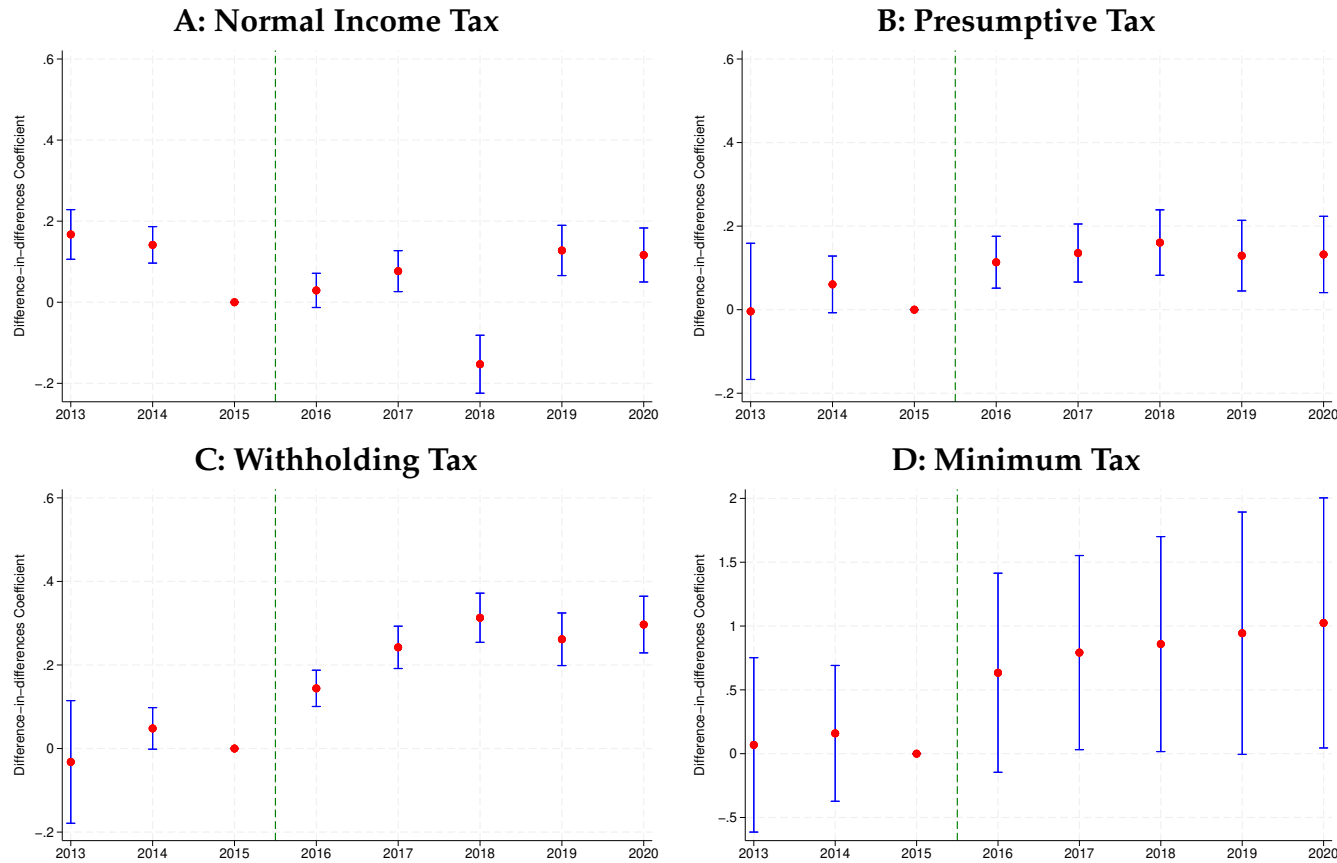 A: Normal Income Tax
Difference-in-differences Coefficient
.6
.4
.2
0
-.2
2013 2014 2015 2016 2017 2018 2019 2020
B: Presumptive Tax
Difference-in-differences Coefficient
.6
.4
.2
0
-.2
2013 2014 2015 2016 2017 2018 2019 2020
C: Withholding Tax
Difference-in-differences Coefficient
.6
.4
.2
0
-.2
2013 2014 2015 2016 2017 2018 2019 2020
D: Minimum Tax
Difference-in-differences Coefficient
2
1.5
1
.5
0
-.5
2013 2014 2015 2016 2017 2018 2019 2020